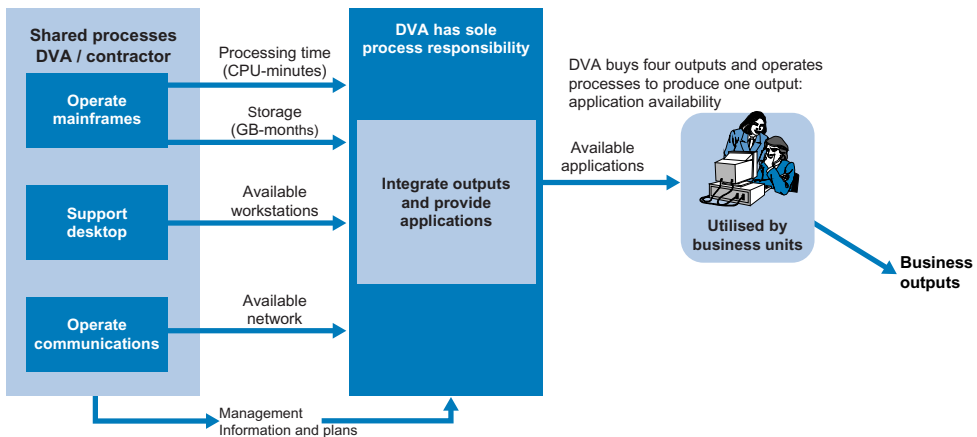 Shared processes
DVA / contractor
Operate
mainframes
Support
desktop
Operate
communications
Processing time
(CPU-minutes)
Storage
(GB-months)
Available
workstations
Available
network
Management
Information and plans
DVA has sole
process responsibility
Integrate outputs
and provide
applications
DVA buys four outputs and operates
processes to produce one output:
application availability
Available
applications
Utilised by
business units
Business
outputs